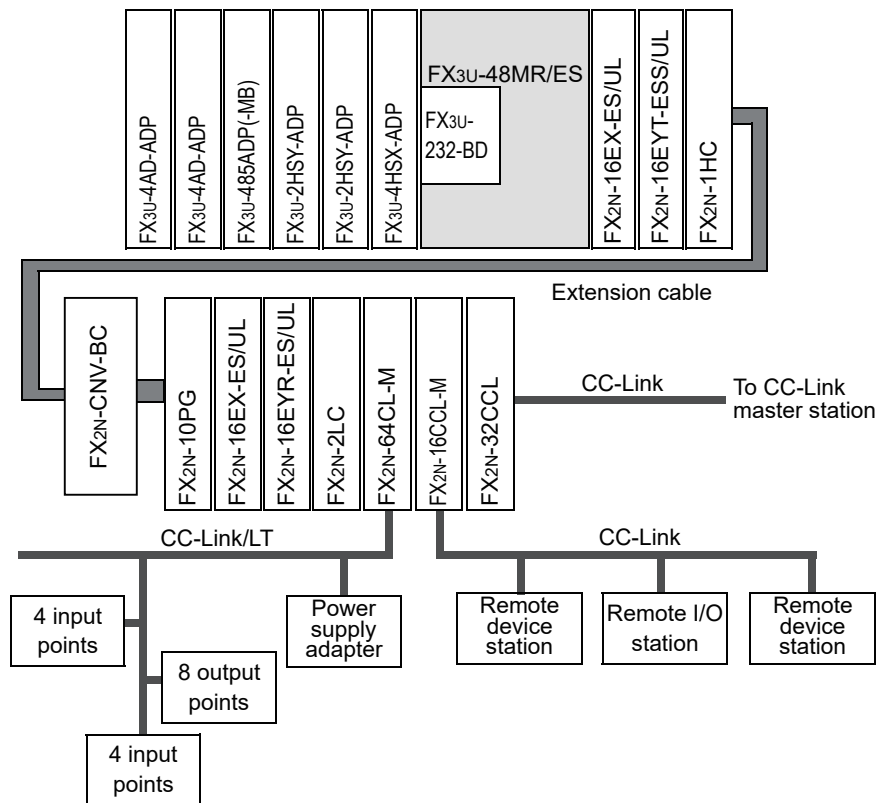 FX3U-4AD-ADP
FX3U-4AD-ADP
FX3U-485ADP(-MB)
FX3U-2HSY-ADP
FX3U-2HSY-ADP
FX3U-4HSX-ADP
FX3U-48MR/ES
FX3U-
232-BD
FX2N-16EX-ES/UL
FX2N-16EYT-ESS/UL
FX2N-1HC
Extension cable
FX2N-CNV-BC
FX2N-10PG
FX2N-16EX-ES/UL
FX2N-16EYR-ES/UL
FX2N-2LC
FX2N-64CL-M
FX2N-16CCL-M
FX2N-32CCL
CC-Link
To CC-Link
master station
CC-Link/LT
CC-Link
4 input
points
Power
supply
adapter
Remote
device
station
Remote I/O
station
Remote
device
station
8 output
points
4 input
points